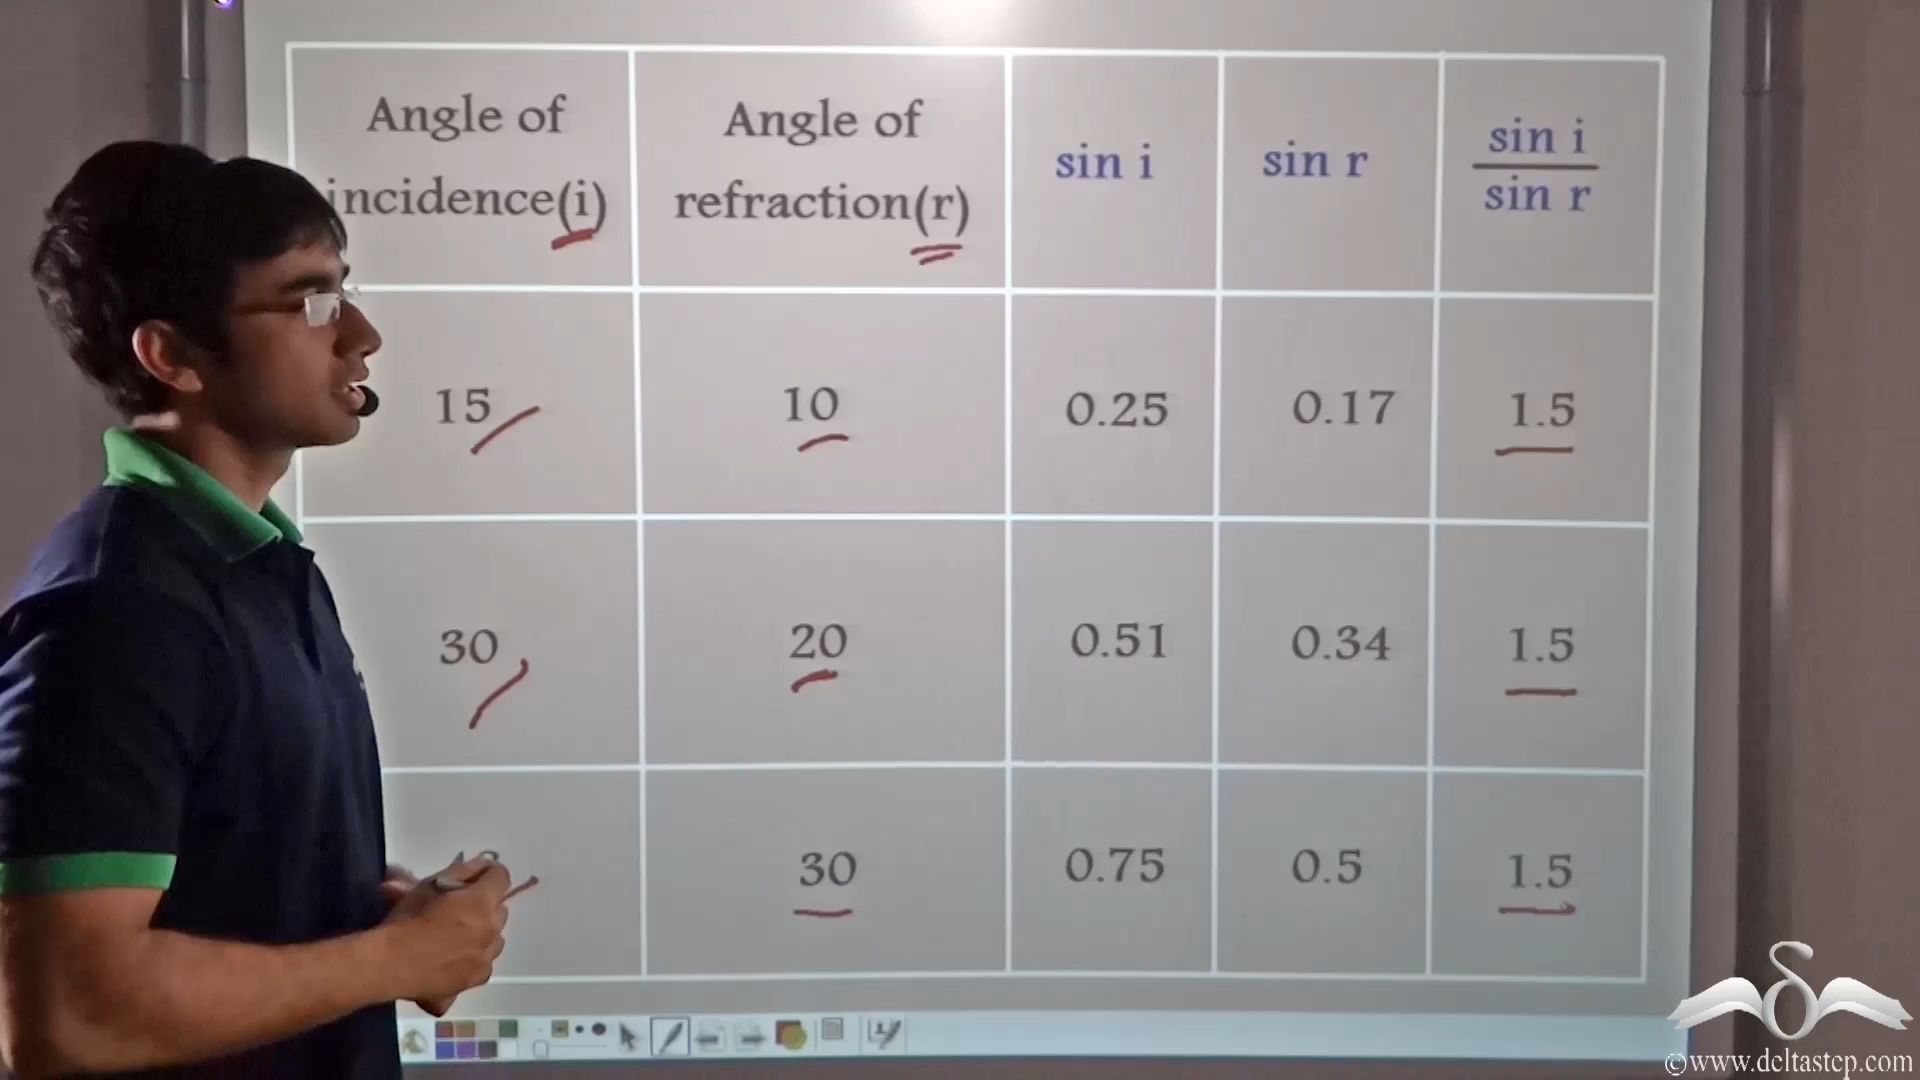 Angle of
incidence(i)
Angle of
refraction(r)
sin i
sin r
sin i
sin r
15
10
0.25
0.17
1.5
30
20
0.51
0.34
1.5
30
0.75
0.5
1.5
©www.deltastep.com